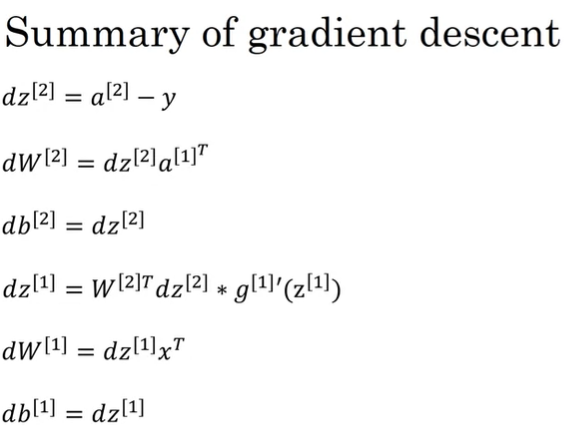 Summary of gradient descent
dz^[2] = a^[2] − y
dW^[2] = dz^[2]a^[1]^T
db^[2] = dz^[2]
dz^[1] = W^[2]T dz^[2] ∗ g^[1]′(z^[1])
dW^[1] = dz^[1]x^T
db^[1] = dz^[1]